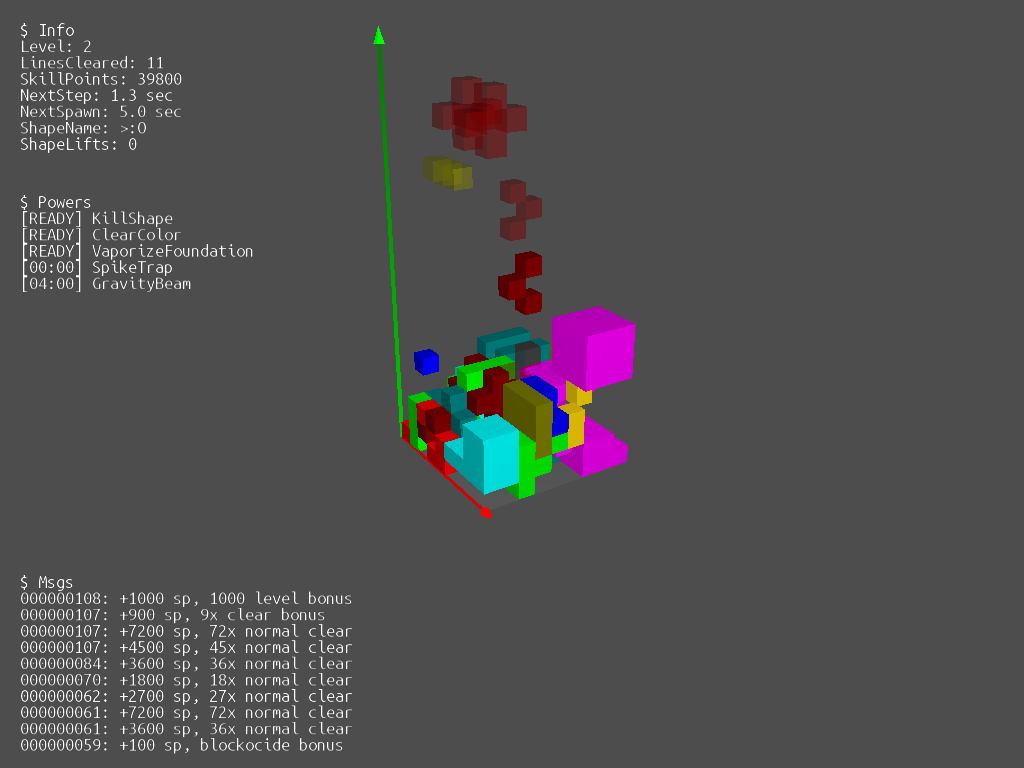 $ Info
Level: 2
LinesCleared: 11
SkillPoints: 39800
NextStep: 1.3 sec
NextSpawn: 5.0 sec
ShapeName: >:O
ShapeLifts: 0
$ Powers
[READY] KillShape
[READY] ClearColor
[READY] VaporizeFoundation
[00:00] SpikeTrap
[04:00] GravityBeam
$ Msgs
000000108: +1000 sp, 1000 level bonus
000000107: +900 sp, 9x clear bonus
000000107: +7200 sp, 72x normal clear
000000107: +4500 sp, 45x normal clear
000000084: +3600 sp, 36x normal clear
000000070: +1800 sp, 18x normal clear
000000062: +2700 sp, 27x normal clear
000000061: +7200 sp, 72x normal clear
000000061: +3600 sp, 36x normal clear
000000059: +100 sp, blockocide bonus